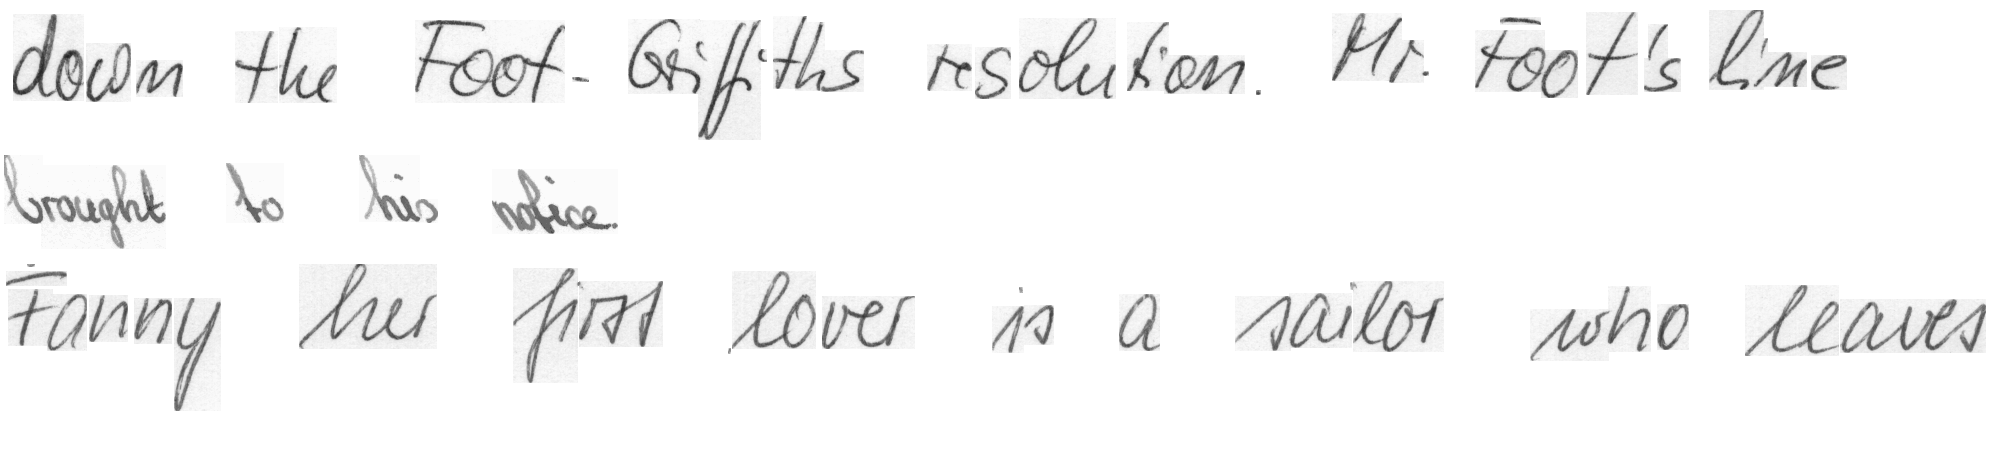 down the Foot-Griffiths resolution. Mr. Foot's line
brought to his notice.
Fanny her first lover is a sailor who leaves